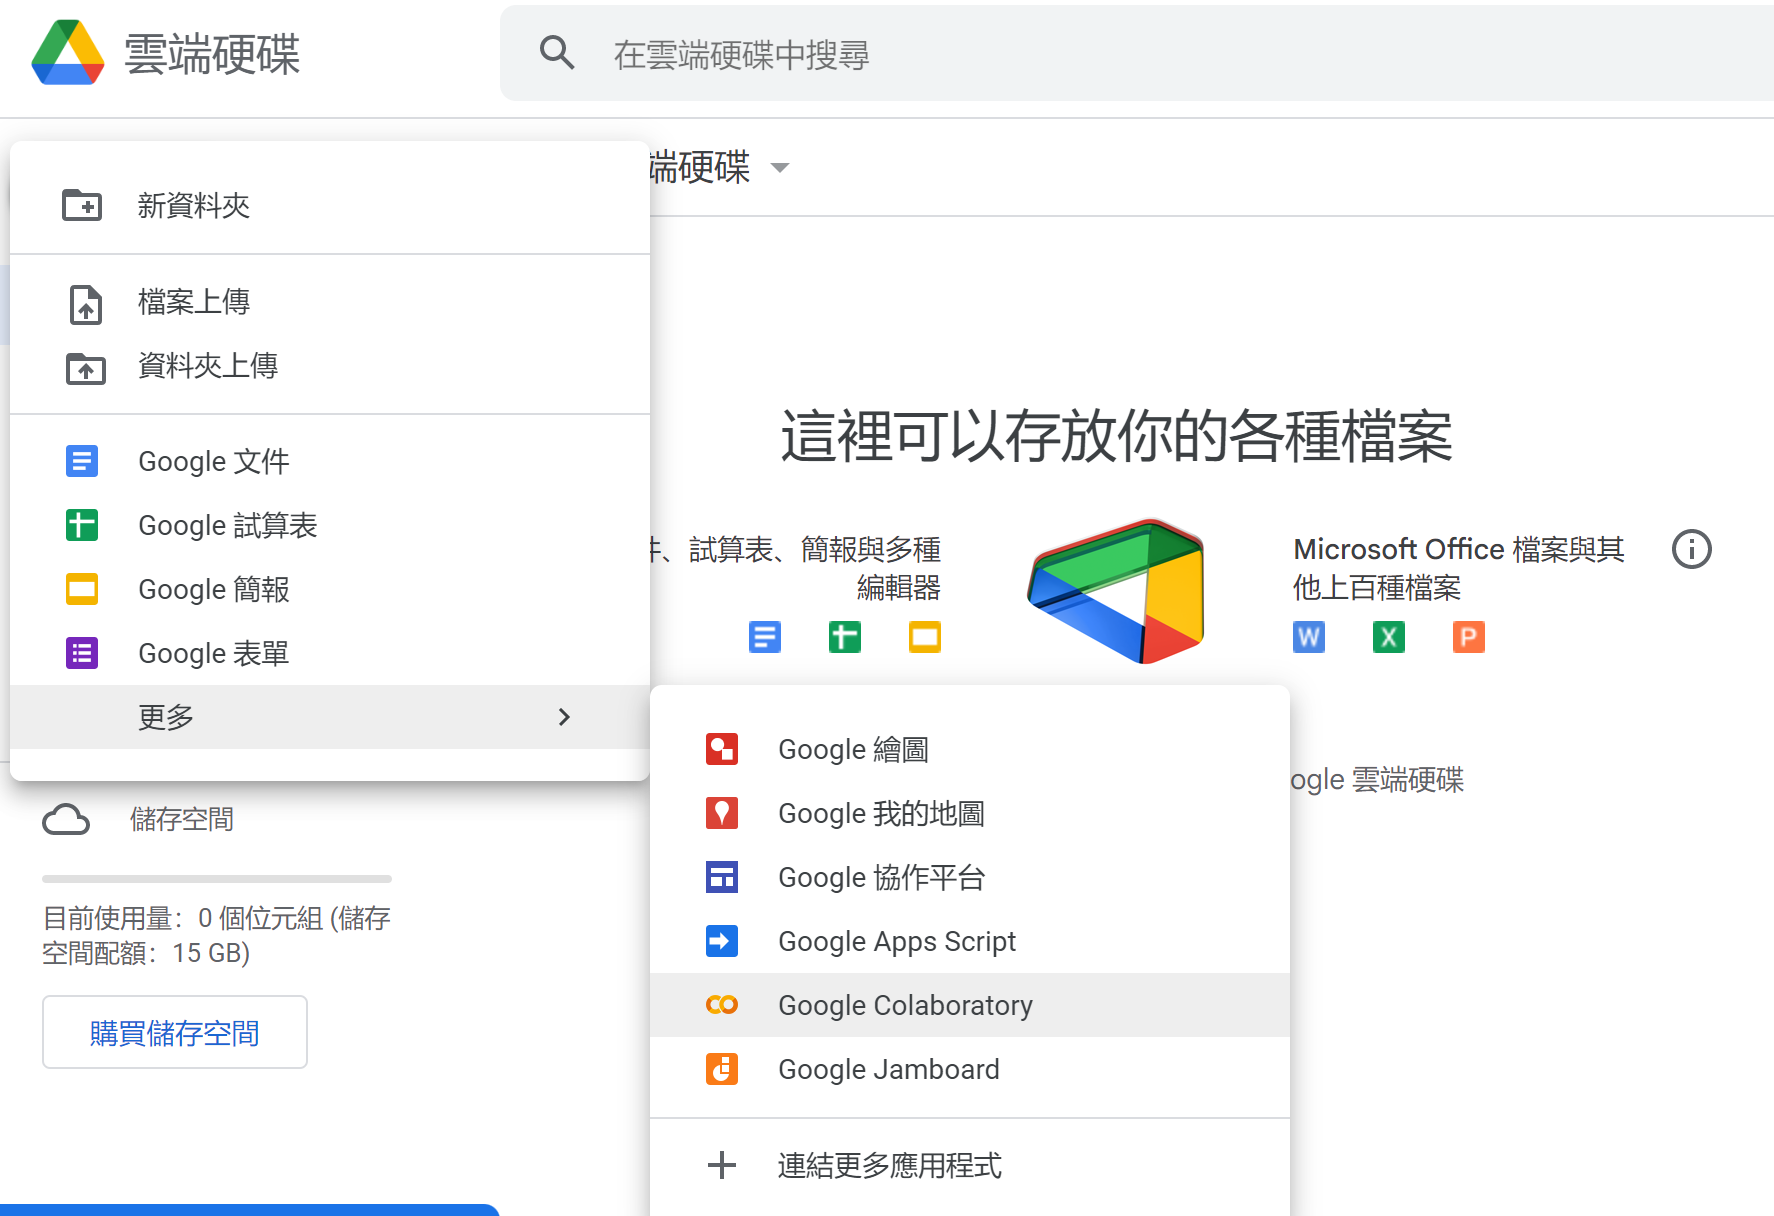 雲端硬碟
在雲端硬碟中搜尋
端硬碟
新資料夾
檔案上傳
資料夾上傳
Google 文件
Google 試算表
Google 簡報
Google 表單
更多
這裡可以存放你的各種檔案
件、試算表、簡報與多種
編輯器
Microsoft Office 檔案與其
他上百種檔案
W
X
P
Google 繪圖
Google 我的地圖
Google 協作平台
Google Apps Script
Google Colaboratory
Google Jamboard
連結更多應用程式
ogle 雲端硬碟
儲存空間
目前使用量：0 個位元組 (儲存
空間配額：15 GB)
購買儲存空間